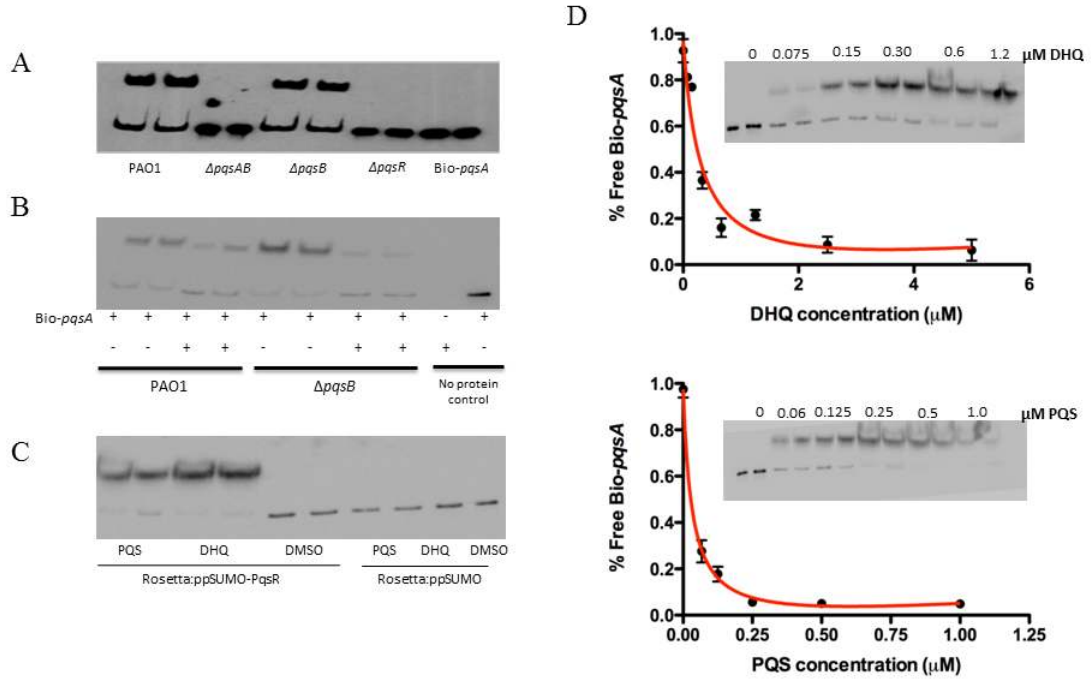 A
PAO1 ΔpqsAB ΔpqsB ΔpqsR Bio-pqsA
B
Bio-pqsA + + + + + + + + - +
- - + + - - + + + -
PAO1 ΔpqsB No protein
control
C
PQS DHQ DMSO PQS DHQ DMSO
Rosetta:ppSUMO-PqsR Rosetta:ppSUMO
D
% Free Bio-pqsA
1.0
0.8
0.6
0.4
0.2
0.0
0 2 4 6
DHQ concentration (μM)
0 0.075 0.15 0.30 0.6 1.2 μM DHQ
% Free Bio-pqsA
1.0
0.8
0.6
0.4
0.2
0.0
0.00 0.25 0.50 0.75 1.00 1.25
PQS concentration (μM)
0 0.06 0.125 0.25 0.5 1.0 μM PQS